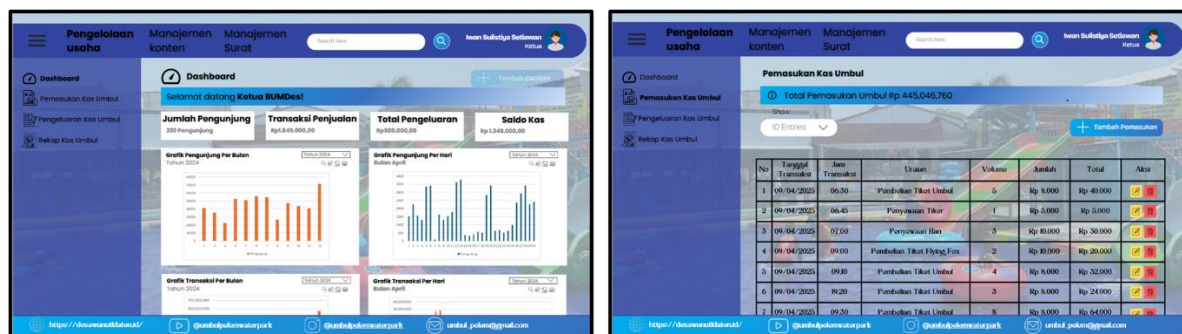 Pengelolaan usaha
Manajemen konten
Manajemen Surat
Search here
Iwan Sulistiya Setiawan
Ketua
Dashboard
Pemasukan Kas Umbul
Pengeluaran Kas Umbul
Rekap Kas Umbul
Dashboard
Tambah Catatan
Selamat datang Ketua BUMDes!
Jumlah Pengunjung
230 Pengunjung
Transaksi Penjualan
Rp1.849.000,00
Total Pengeluaran
Rp500.000,00
Saldo Kas
Rp 1.349.000,00
Grafik Pengunjung Per Bulan
Tahun 2024
Tahun 2024
Grafik Pengunjung Per Hari
Bulan April
Tahun 2024
1 2 3 4 5 6 7 8 9 10 11 12
Grafik Transaksi Per Bulan
Tahun 2024
Tahun 2024
Grafik Transaksi Per Hari
Bulan April
Tahun 2024
@umbulpelemwaterpark
@umbulpelemwaterpark
umbul_pelem@gmail.com
Pengelolaan usaha
Manajemen konten
Manajemen Surat
Search here
Iwan Sulistiya Setiawan
Ketua
Dashboard
Pemasukan Kas Umbul
Pengeluaran Kas Umbul
Rekap Kas Umbul
Pemasukan Kas Umbul
Total Pemasukan Umbul Rp 445,046,760
Show
10 Entries
Tambah Pemasukan
No Tanggal Transaksi Jam Transaksi Uraian Volume Jumlah Total Aksi
1 09/04/2025 06.30 Pembelian Tiket Umbul 5 Rp 8.000 Rp 40.000
2 09/04/2025 06.45 Penyewaan Tiker 1 Rp 5.000 Rp 5.000
3 09/04/2025 07.00 Penyewaan Ban 3 Rp 10.000 Rp 30.000
4 09/04/2025 09.00 Pembelian Tiket Flying Fox 2 Rp 10.000 Rp 20.000
5 09/04/2025 09.10 Pembelian Tiket Umbul 4 Rp 8.000 Rp 32.000
6 09/04/2025 19.20 Pembelian Tiket Umbul 3 Rp 8.000 Rp 24.000
7 09/04/2025 09.30 Pembelian Tiket Umbul 8 Rp 8.000 Rp 64.000
@umbulpelemwaterpark
@umbulpelemwaterpark
umbul_pelem@gmail.com